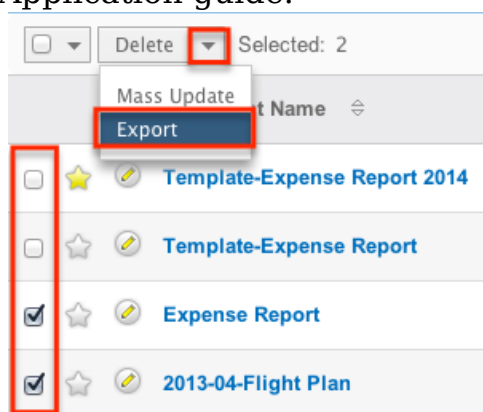 Application guide.
Delete Selected: 2
Mass Update
t Name
Export
Template-Expense Report 2014
Template-Expense Report
Expense Report
2013-04-Flight Plan